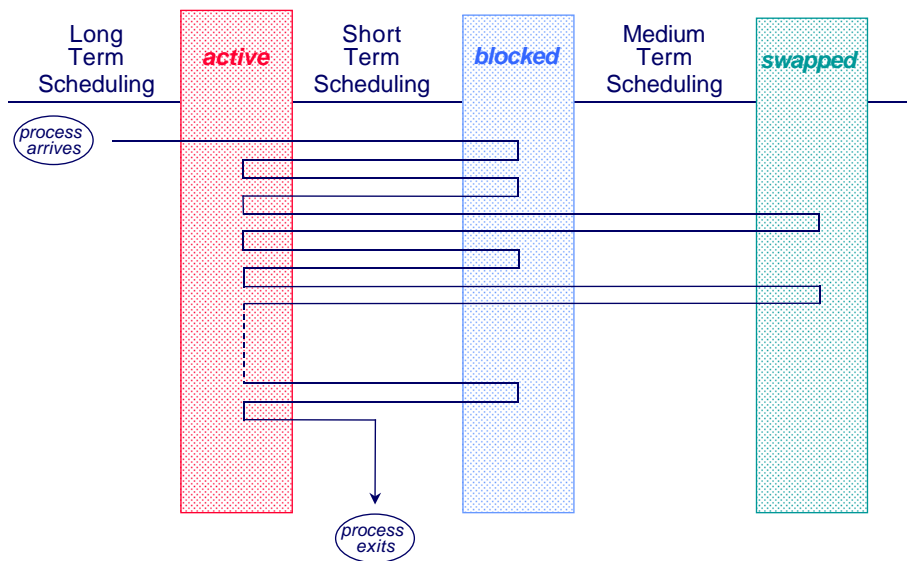 Long
Term
Scheduling
active
Short
Term
Scheduling
blocked
Medium
Term
Scheduling
swapped
process
arrives
process
exits